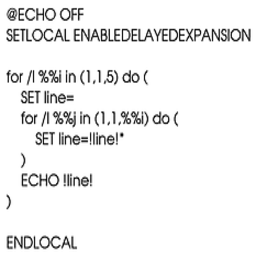 @ECHO OFF
SETLOCAL ENABLEDELAYEDEXPANSION
for /l %%i in (1,1,5) do (
SET line=
for /l %%j in (1,1,%%i) do (
SET line=!line!*
)
ECHO !line!
)
ENDLOCAL